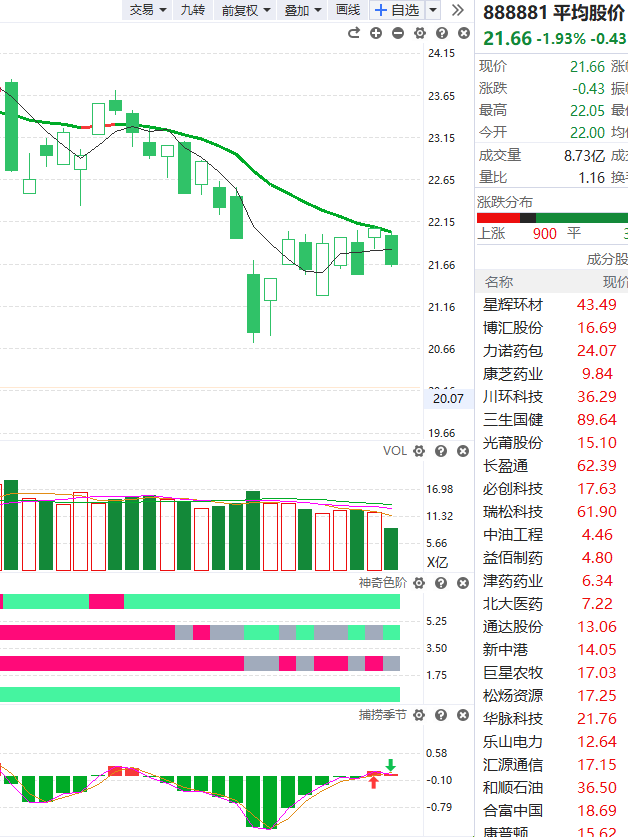 交易 九转 前复权 叠加 画线 +自选 >>
888881 平均股价
21.66 -1.93% -0.43
现价 21.66
涨跌 -0.43
最高 22.05
今开 22.00
成交量 8.73亿
量比 1.16
涨跌分布
上涨 900 平
成分股
名称 现价
星辉环材 43.49
博汇股份 16.69
力诺药包 24.07
康芝药业 9.84
川环科技 36.29
三生国健 89.64
光莆股份 15.10
长盈通 62.39
必创科技 17.63
瑞松科技 61.90
中油工程 4.46
益佰制药 4.80
津药药业 6.34
北大医药 7.22
通达股份 13.06
新中港 14.05
巨星农牧 17.03
松炀资源 17.25
华脉科技 21.76
乐山电力 12.64
汇源通信 17.15
和顺石油 36.50
合富中国 18.69
康普顿 15.62
24.15
23.65
23.15
22.65
22.15
21.66
21.16
20.66
20.07
19.66
VOL
16.98
11.32
5.66
X亿
神奇色阶
5.25
3.50
1.75
捕捞季节
0.58
-0.10
-0.79